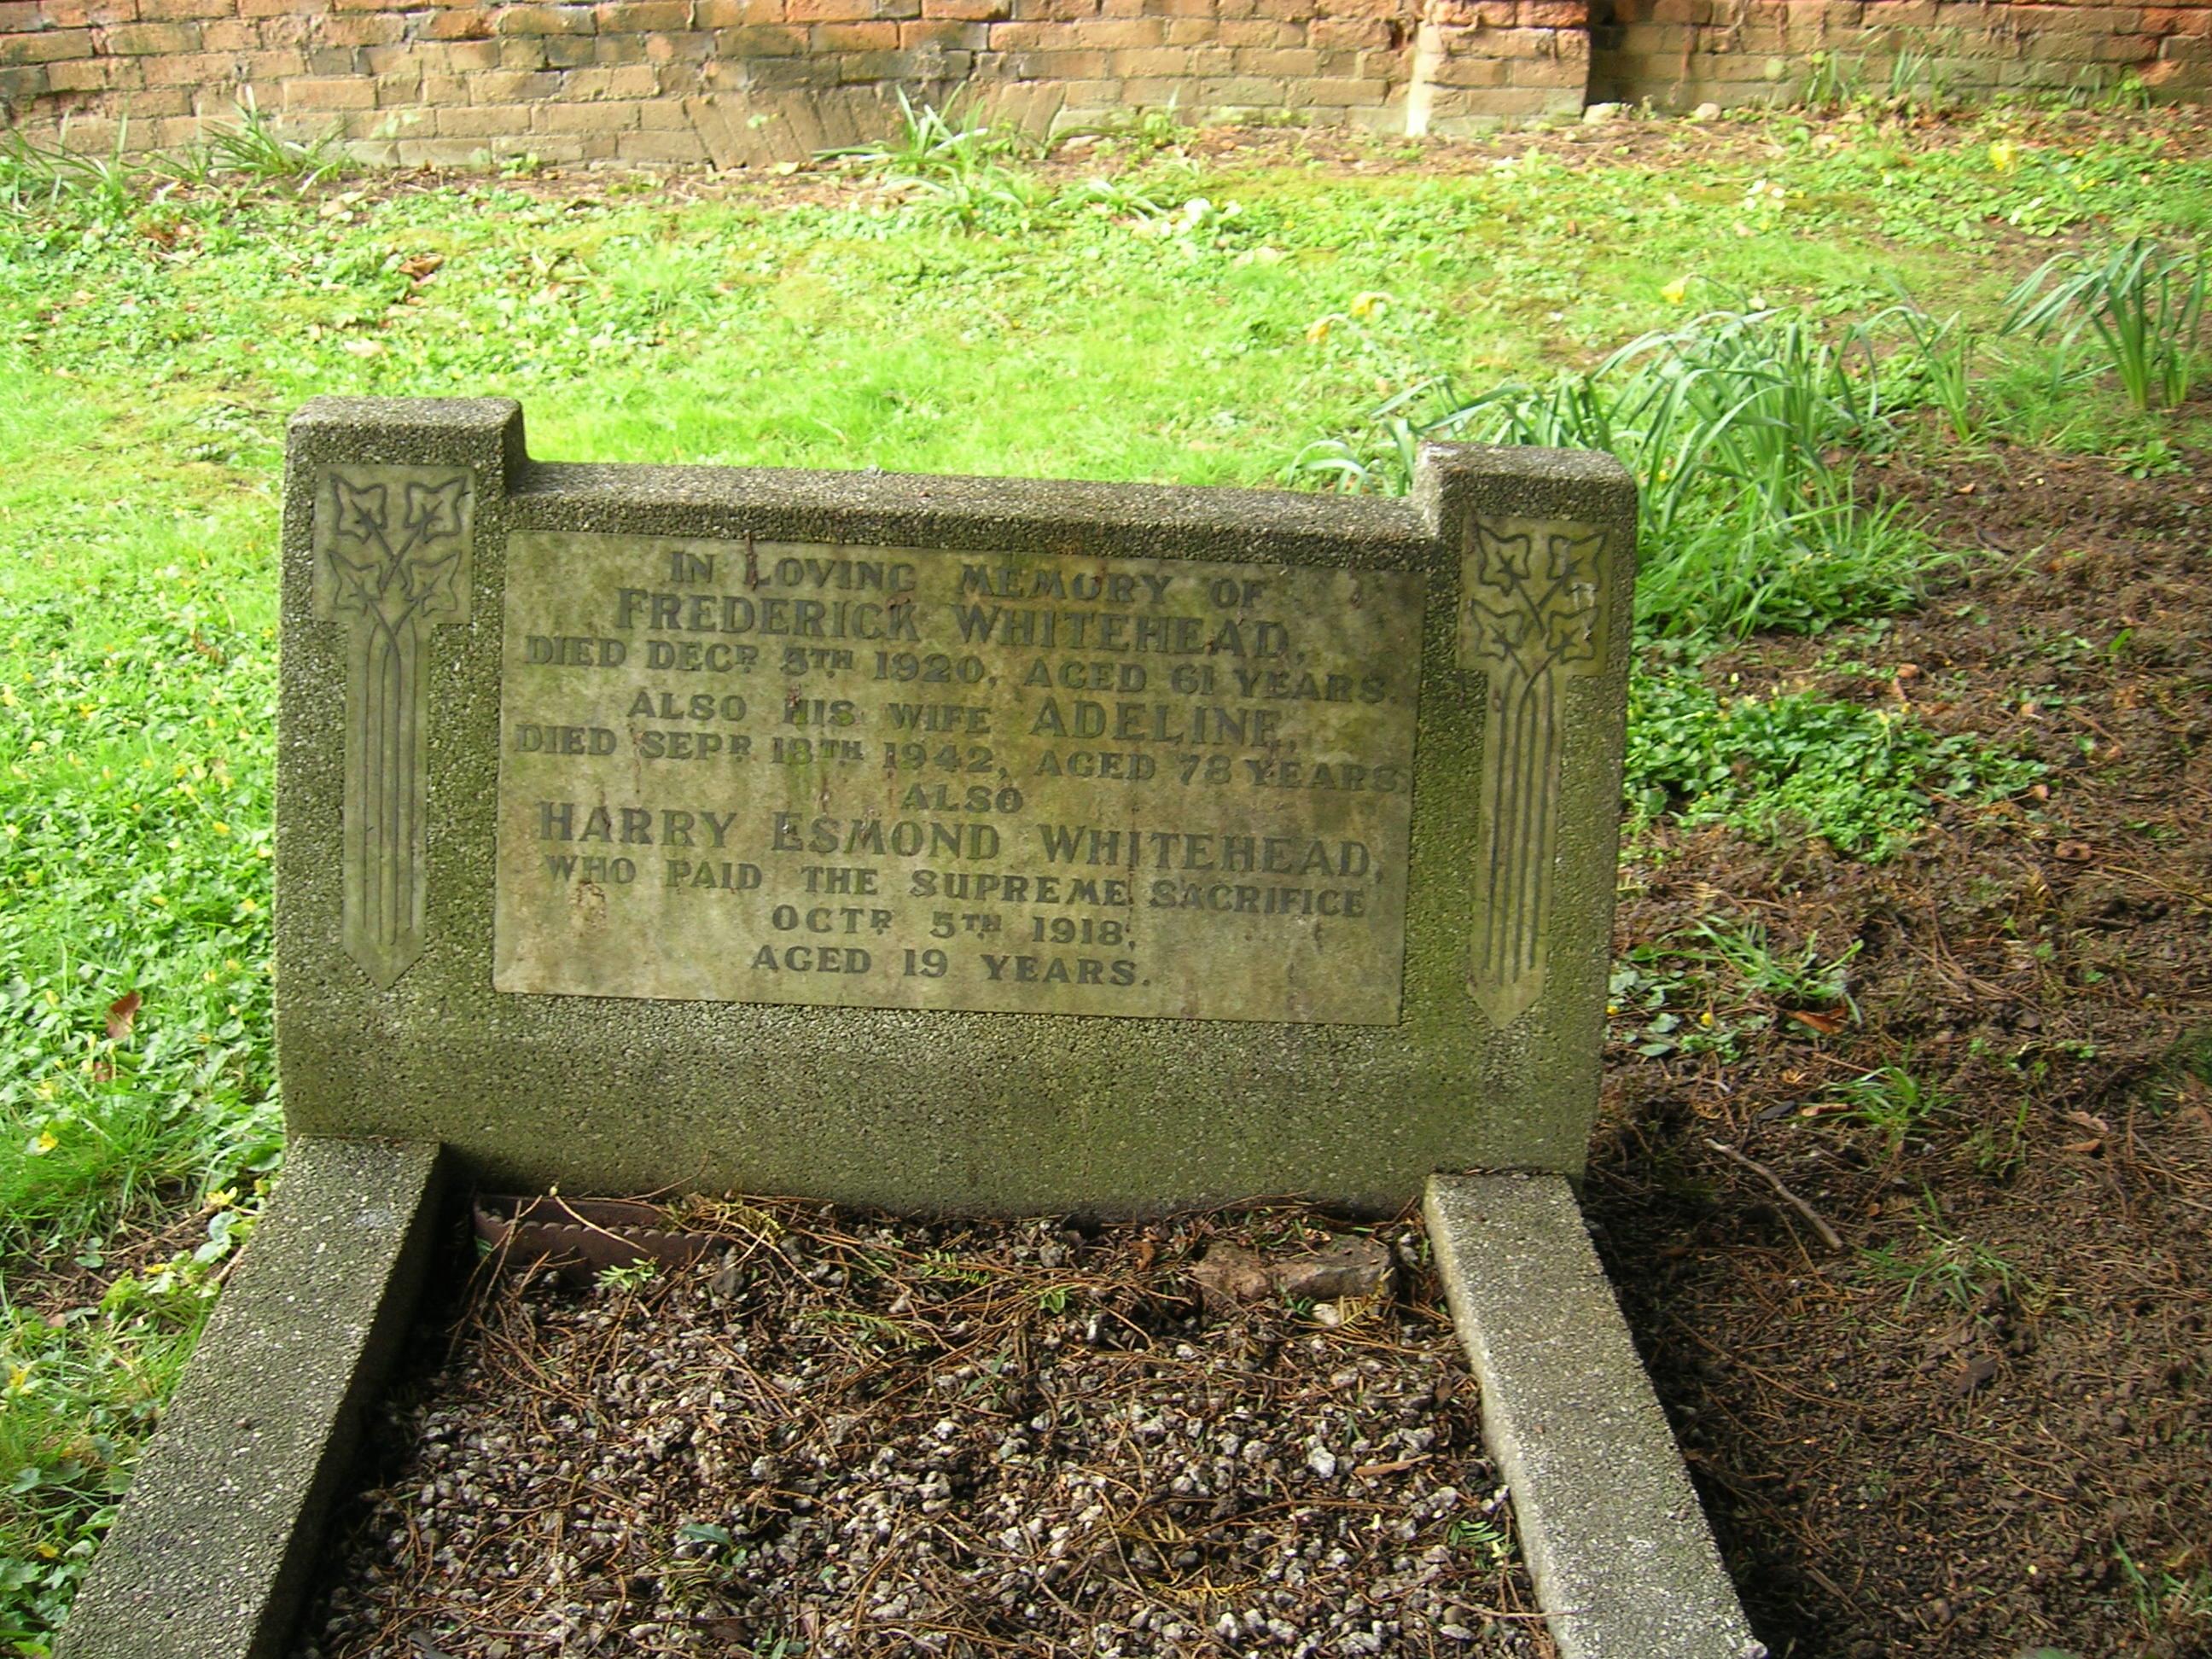 IN LOVING MEMORY OF
FREDERICK WHITEHEAD,
DIED DECR. 5TH 1920, AGED 61 YEARS.
ALSO HIS WIFE ADELINE,
DIED SEPR 18TH 1942, AGED 78 YEARS
ALSO
HARRY ESMOND WHITEHEAD,
WHO PAID THE SUPREME SACRIFICE
OCTR. 5TH 1918,
AGED 19 YEARS.